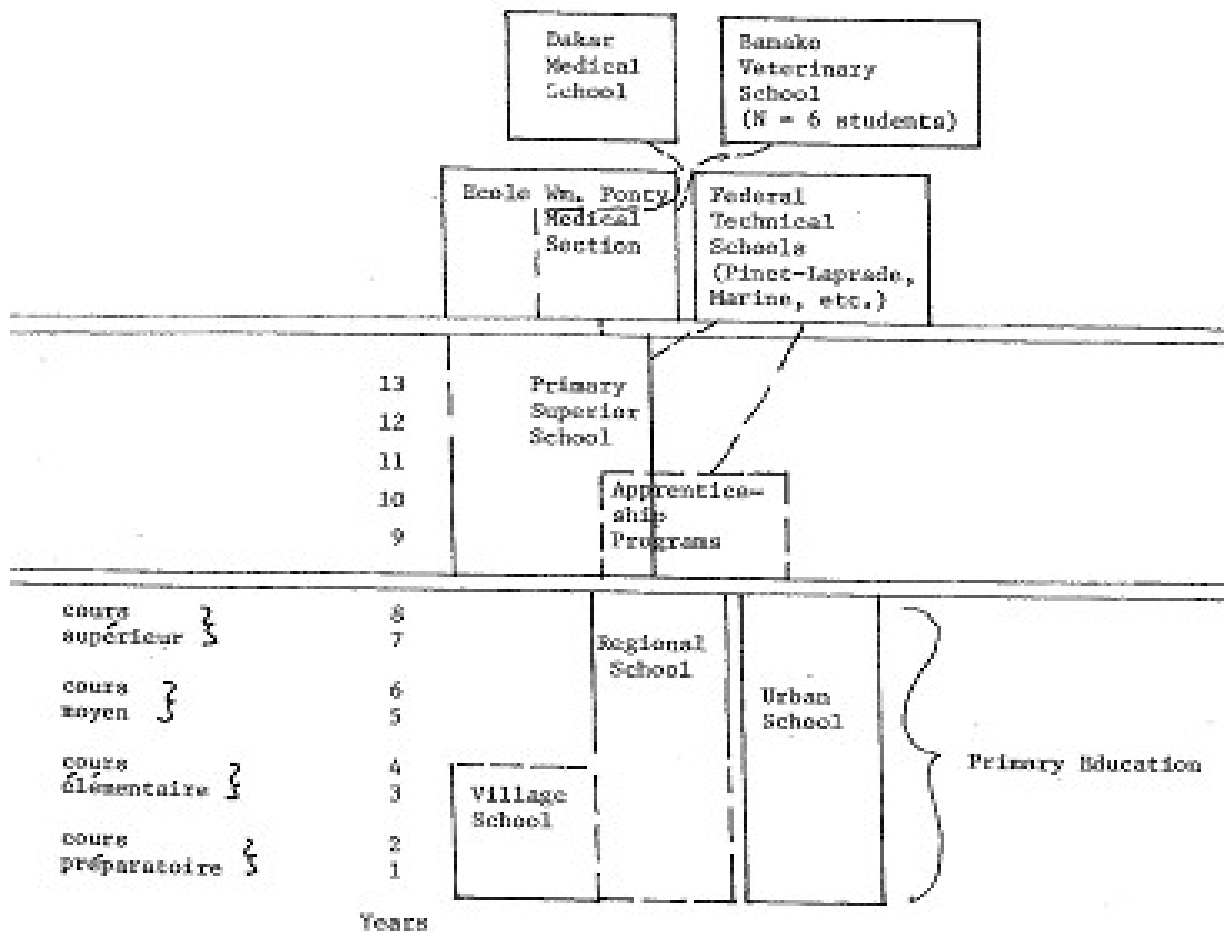 Dakar
Medical
School
Bamako
Veterinary
School
(N = 6 students)
Ecole Wm. Ponty
Medical
Section
Federal
Technical
Schools
(Pinet-Laprade,
Marine, etc.)
13
12
11
10
9
Primary
Superior
School
Apprentice-
ship
Programs
cours
supérieur
8
7
cours
moyen
6
5
cours
élémentaire
4
3
cours
préparatoire
2
1
Years
Village
School
Regional
School
Urban
School
Primary Education